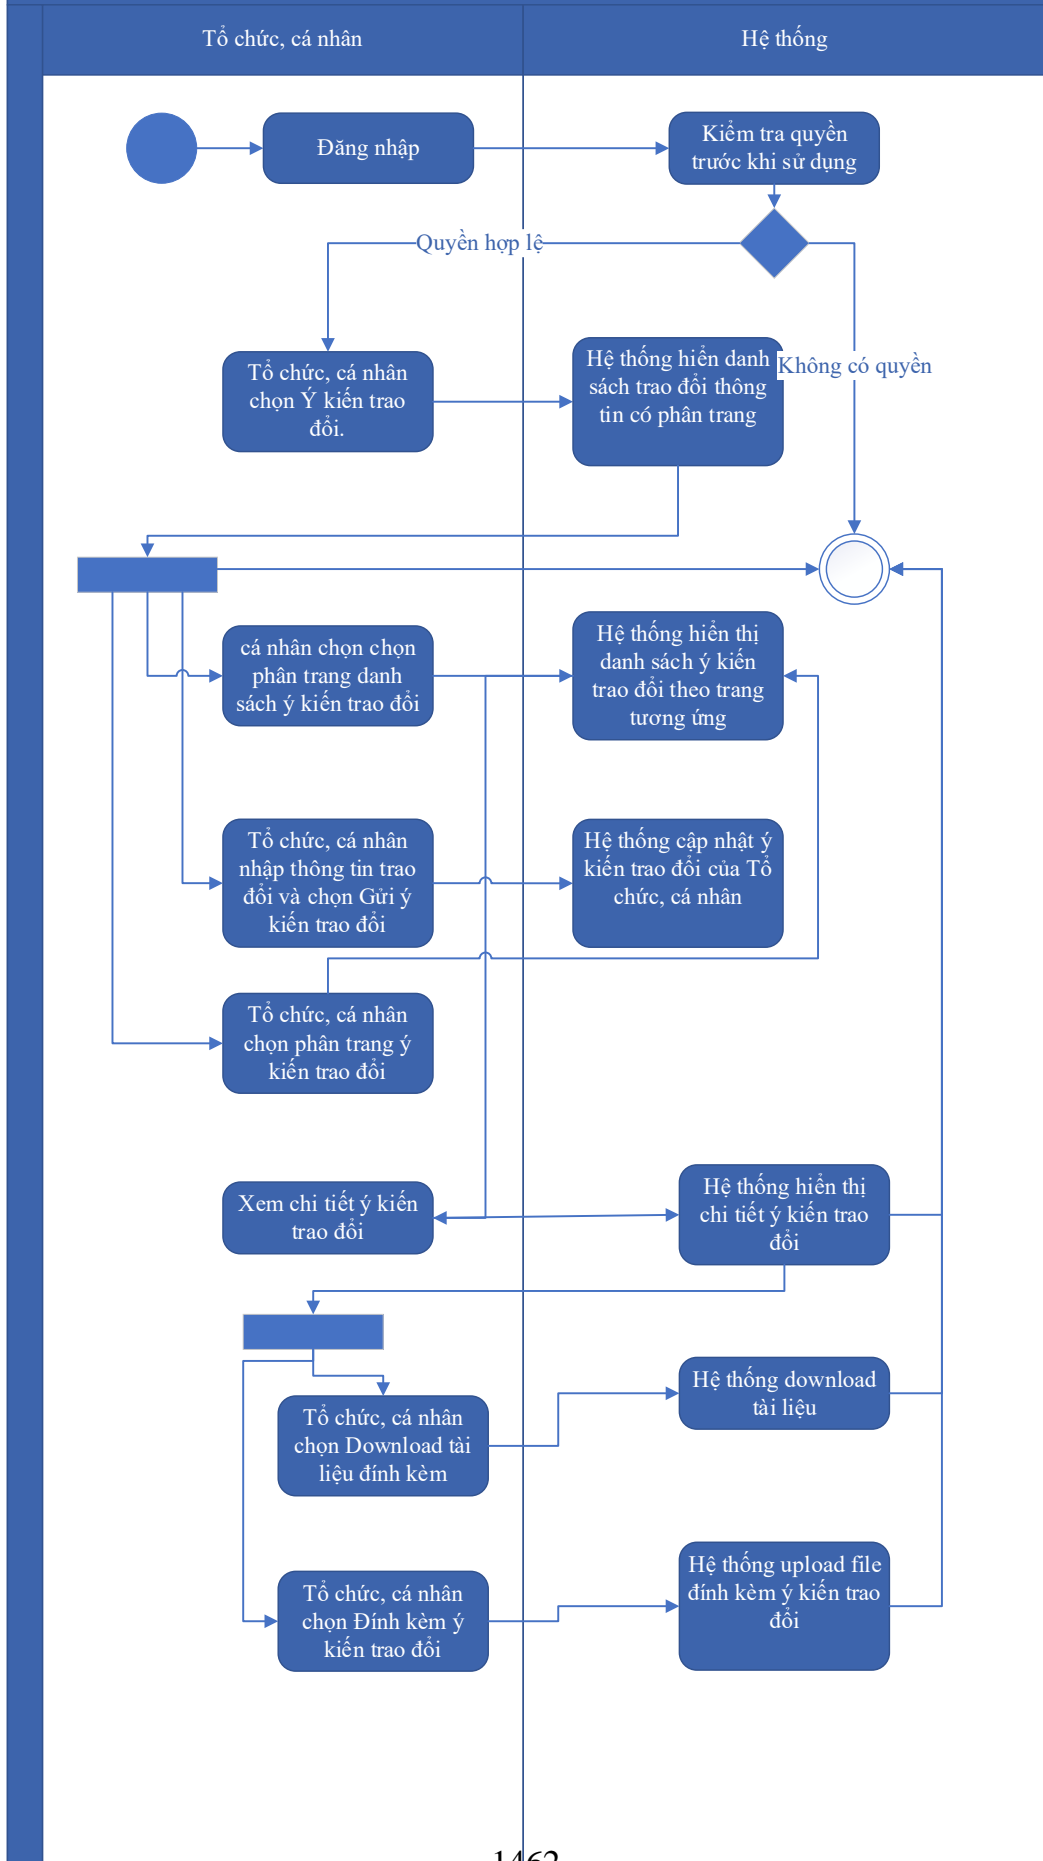 Tổ chức, cá nhân
Hệ thống
Đăng nhập
Kiểm tra quyền
trước khi sử dụng
Quyền hợp lệ
Tổ chức, cá nhân
chọn Ý kiến trao
đổi.
Hệ thống hiển danh
sách trao đổi thông
tin có phân trang
Không có quyền
cá nhân chọn chọn
phân trang danh
sách ý kiến trao đổi
Hệ thống hiển thị
danh sách ý kiến
trao đổi theo trang
tương ứng
Tổ chức, cá nhân
nhập thông tin trao
đổi và chọn Gửi ý
kiến trao đổi
Hệ thống cập nhật ý
kiến trao đổi của Tổ
chức, cá nhân
Tổ chức, cá nhân
chọn phân trang ý
kiến trao đổi
Xem chi tiết ý kiến
trao đổi
Hệ thống hiển thị
chi tiết ý kiến trao
đổi
Tổ chức, cá nhân
chọn Download tài
liệu đính kèm
Hệ thống download
tài liệu
Tổ chức, cá nhân
chọn Đính kèm ý
kiến trao đổi
Hệ thống upload file
đính kèm ý kiến trao
đổi
1462